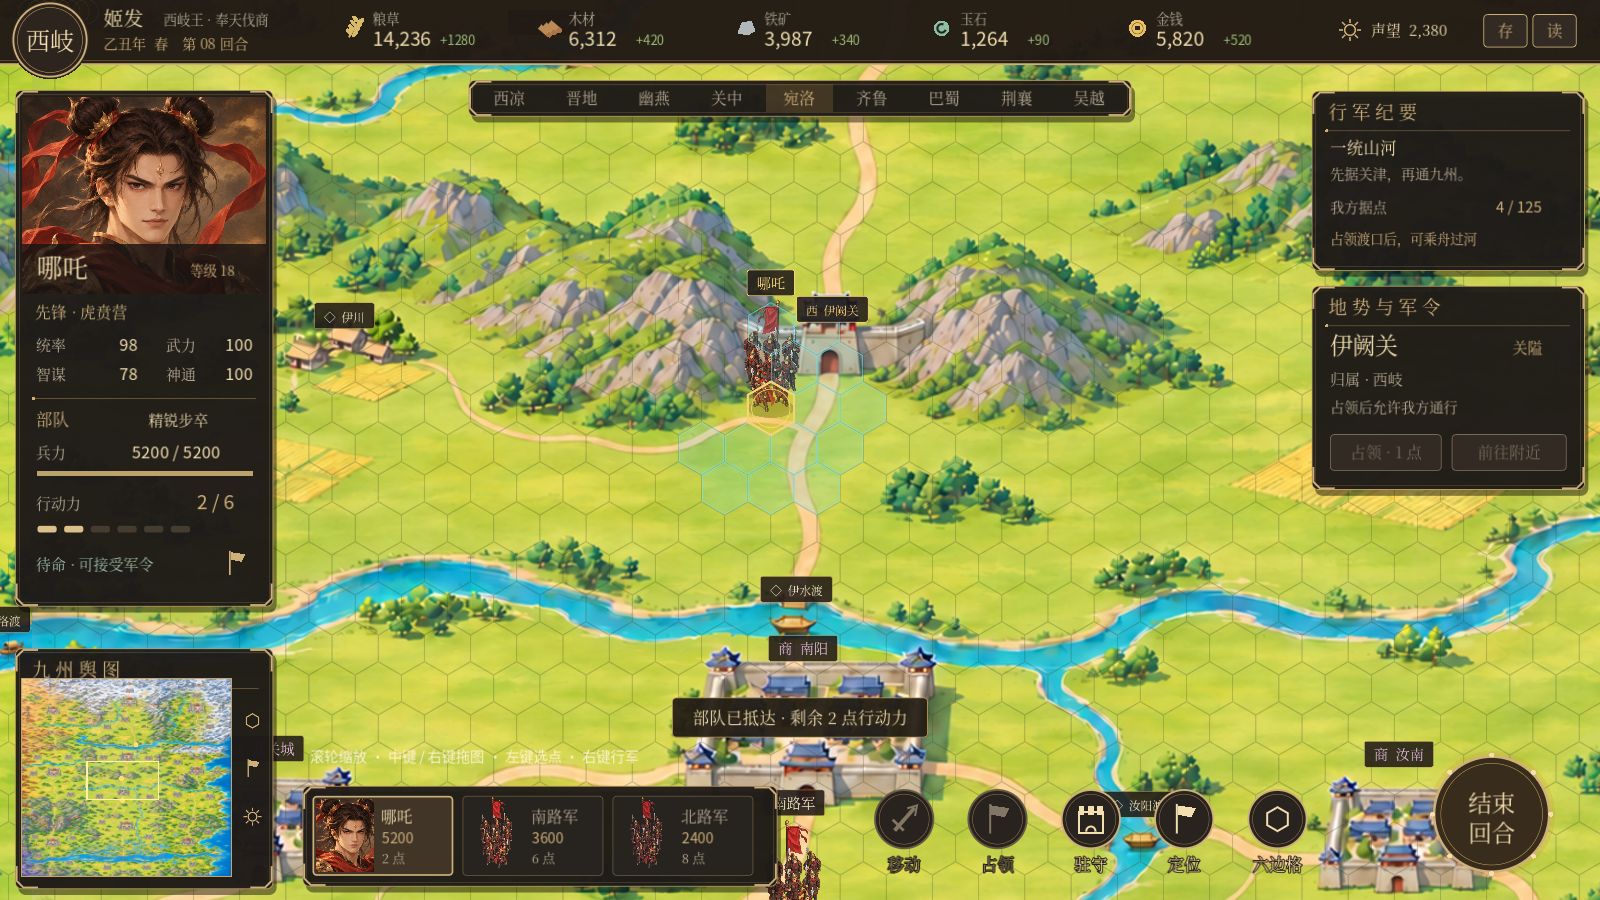 西岐
姬发 西岐王·奉天伐商
乙丑年 春 第 08 回合
粮草
14,236 +1280
木材
6,312 +420
铁矿
3,987 +340
玉石
1,264 +90
金钱
5,820 +520
声望 2,380
存 读
西凉 晋地 幽燕 关中 宛洛 齐鲁 巴蜀 荆襄 吴越
哪吒 等级 18
先锋·虎贲营
统率 98 武力 100
智谋 78 神通 100
部队 精锐步卒
兵力 5200 / 5200
行动力 2 / 6
待命·可接受军令
行军纪要
一统山河
先据关津，再通九州。
我方据点 4 / 125
占领渡口后，可乘舟过河
地势与军令
伊阙关 关隘
归属·西岐
占领后允许我方通行
占领·1 点 前往附近
哪吒
西 伊阙关
◇ 伊川
◇ 伊水渡
商 南阳
洛渡
部队已抵达·剩余 2 点行动力
九州舆图
城
滚轮缩放 · 中键/右键拖图 · 左键选点 · 右键行军
商 汝南
哪吒
5200
2 点
南路军
3600
6 点
北路军
2400
8 点
南路军
◇ 汝阳
移动 占领 驻守 定位 六边格
结束
回合